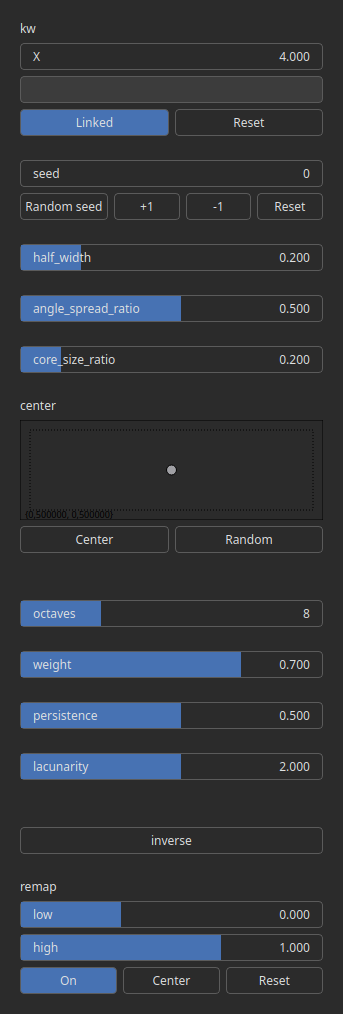 kw
X 4.000
Linked Reset
seed 0
Random seed +1 -1 Reset
half_width 0.200
angle_spread_ratio 0.500
core_size_ratio 0.200
center
(0.500000, 0.500000)
Center Random
octaves 8
weight 0.700
persistence 0.500
lacunarity 2.000
inverse
remap
low 0.000
high 1.000
On Center Reset